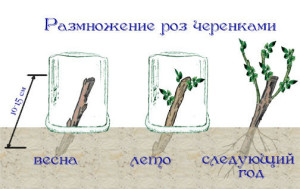 Размножение роз черенками
10-15 см
весна
лето
следующий
год